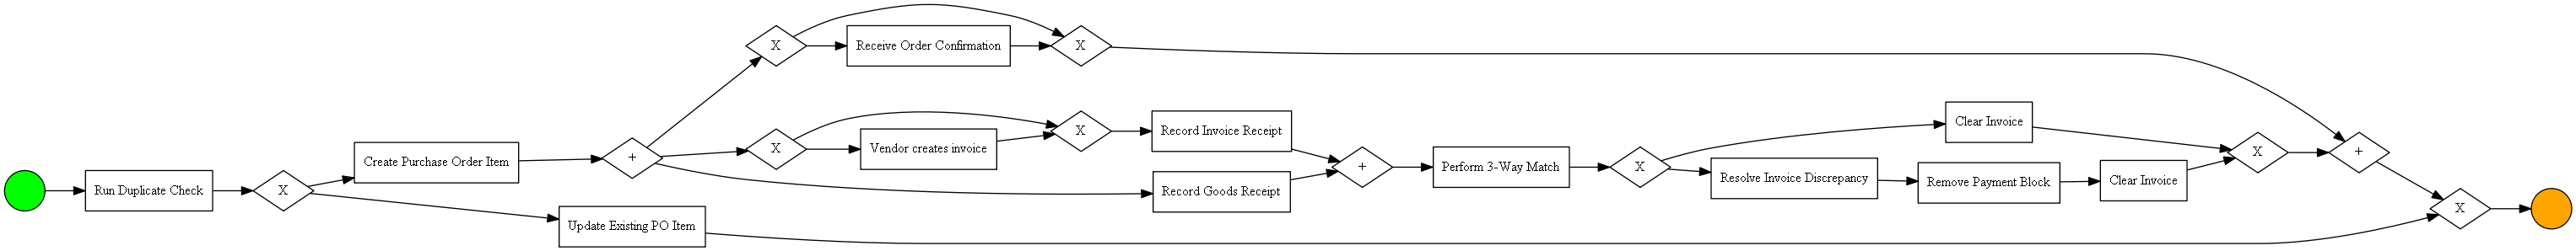 X
Receive Order Confirmation
X
Clear Invoice
Record Invoice Receipt
X
Vendor creates invoice
X
X
+
Create Purchase Order Item
+
Perform 3-Way Match
+
X
Resolve Invoice Discrepancy
Remove Payment Block
Clear Invoice
Run Duplicate Check
X
Record Goods Receipt
X
Update Existing PO Item